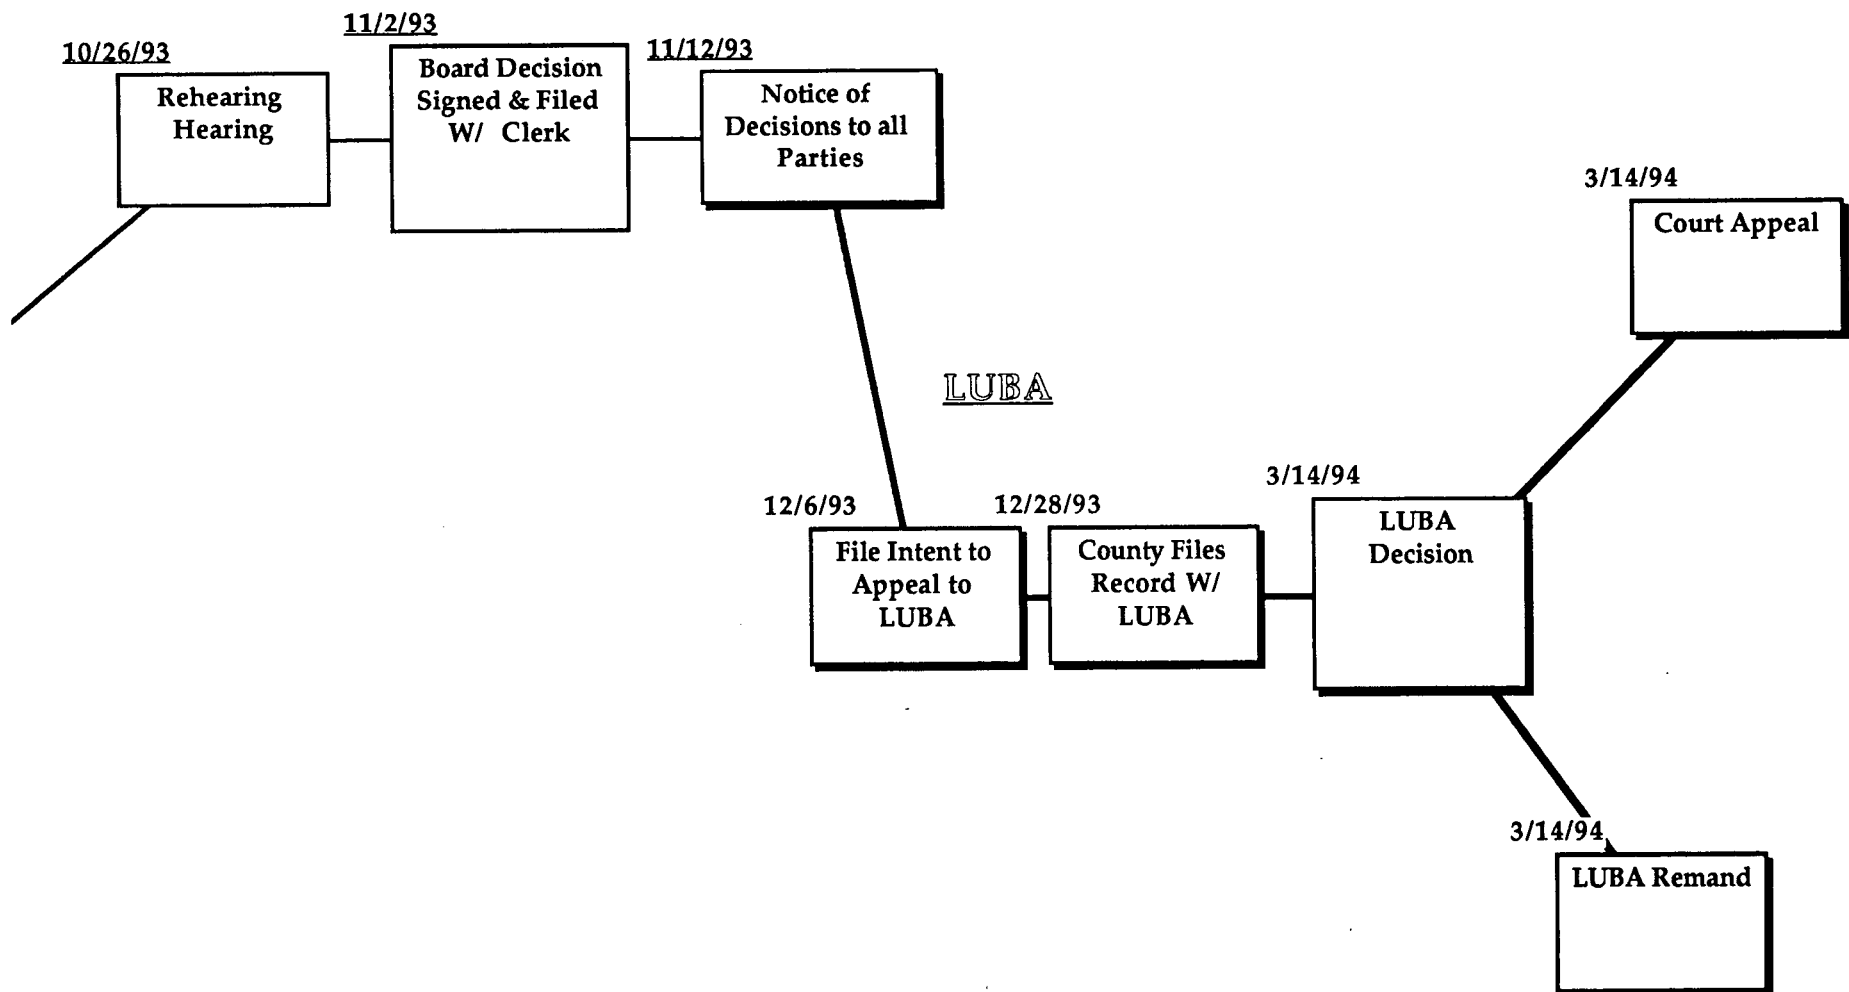 10/26/93
Rehearing
Hearing
11/2/93
Board Decision
Signed & Filed
W/ Clerk
11/12/93
Notice of
Decisions to all
Parties
LUBA
12/6/93
File Intent to
Appeal to
LUBA
12/28/93
County Files
Record W/
LUBA
3/14/94
LUBA
Decision
3/14/94
Court Appeal
3/14/94
LUBA Remand